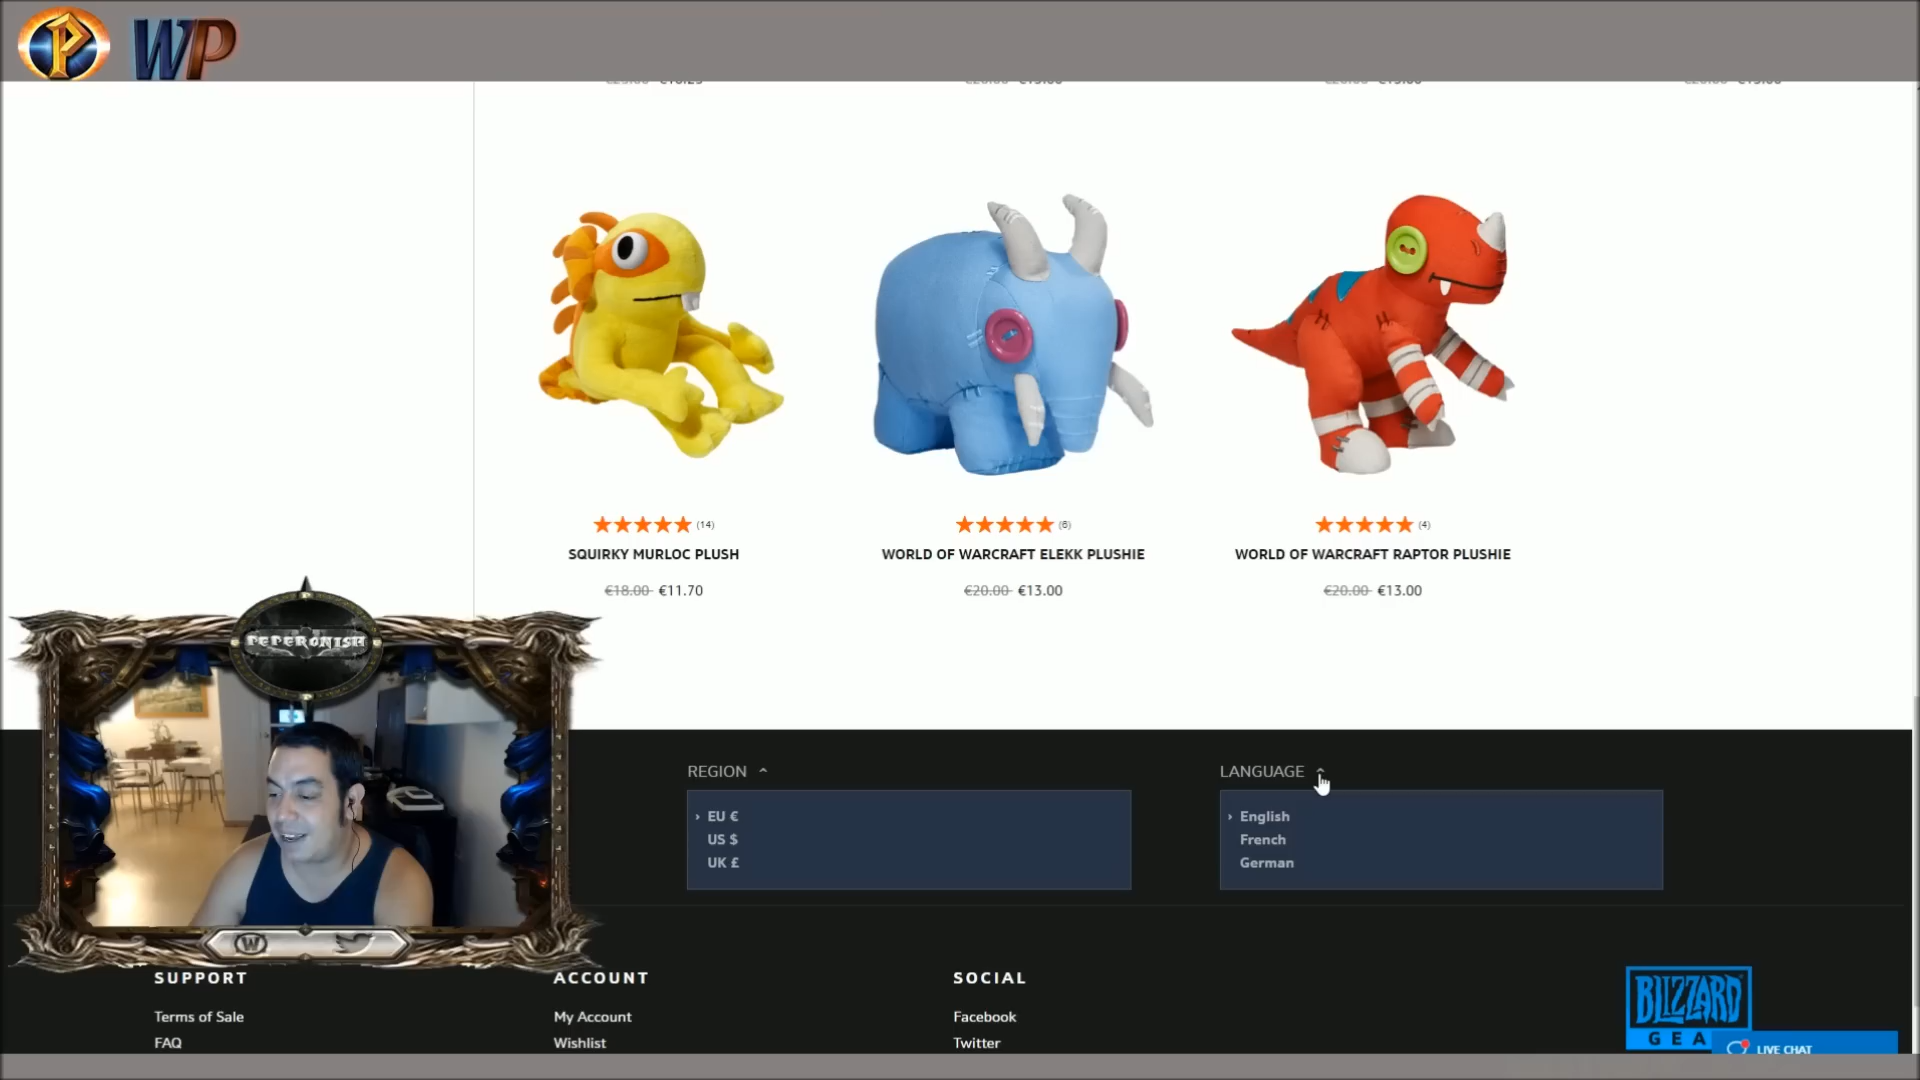 WP
SQUIRKY MURLOC PLUSH
WORLD OF WARCRAFT ELEKK PLUSHIE
WORLD OF WARCRAFT RAPTOR PLUSHIE
(14)
(6)
(4)
€18.00 €11.70
€20.00 €13.00
€20.00 €13.00
PEPERONISH
REGION
EU €
US $
UK £
LANGUAGE
English
French
German
SUPPORT
Terms of Sale
FAQ
ACCOUNT
My Account
Wishlist
SOCIAL
Facebook
Twitter
BLIZZARD
GEA
LIVE CHAT